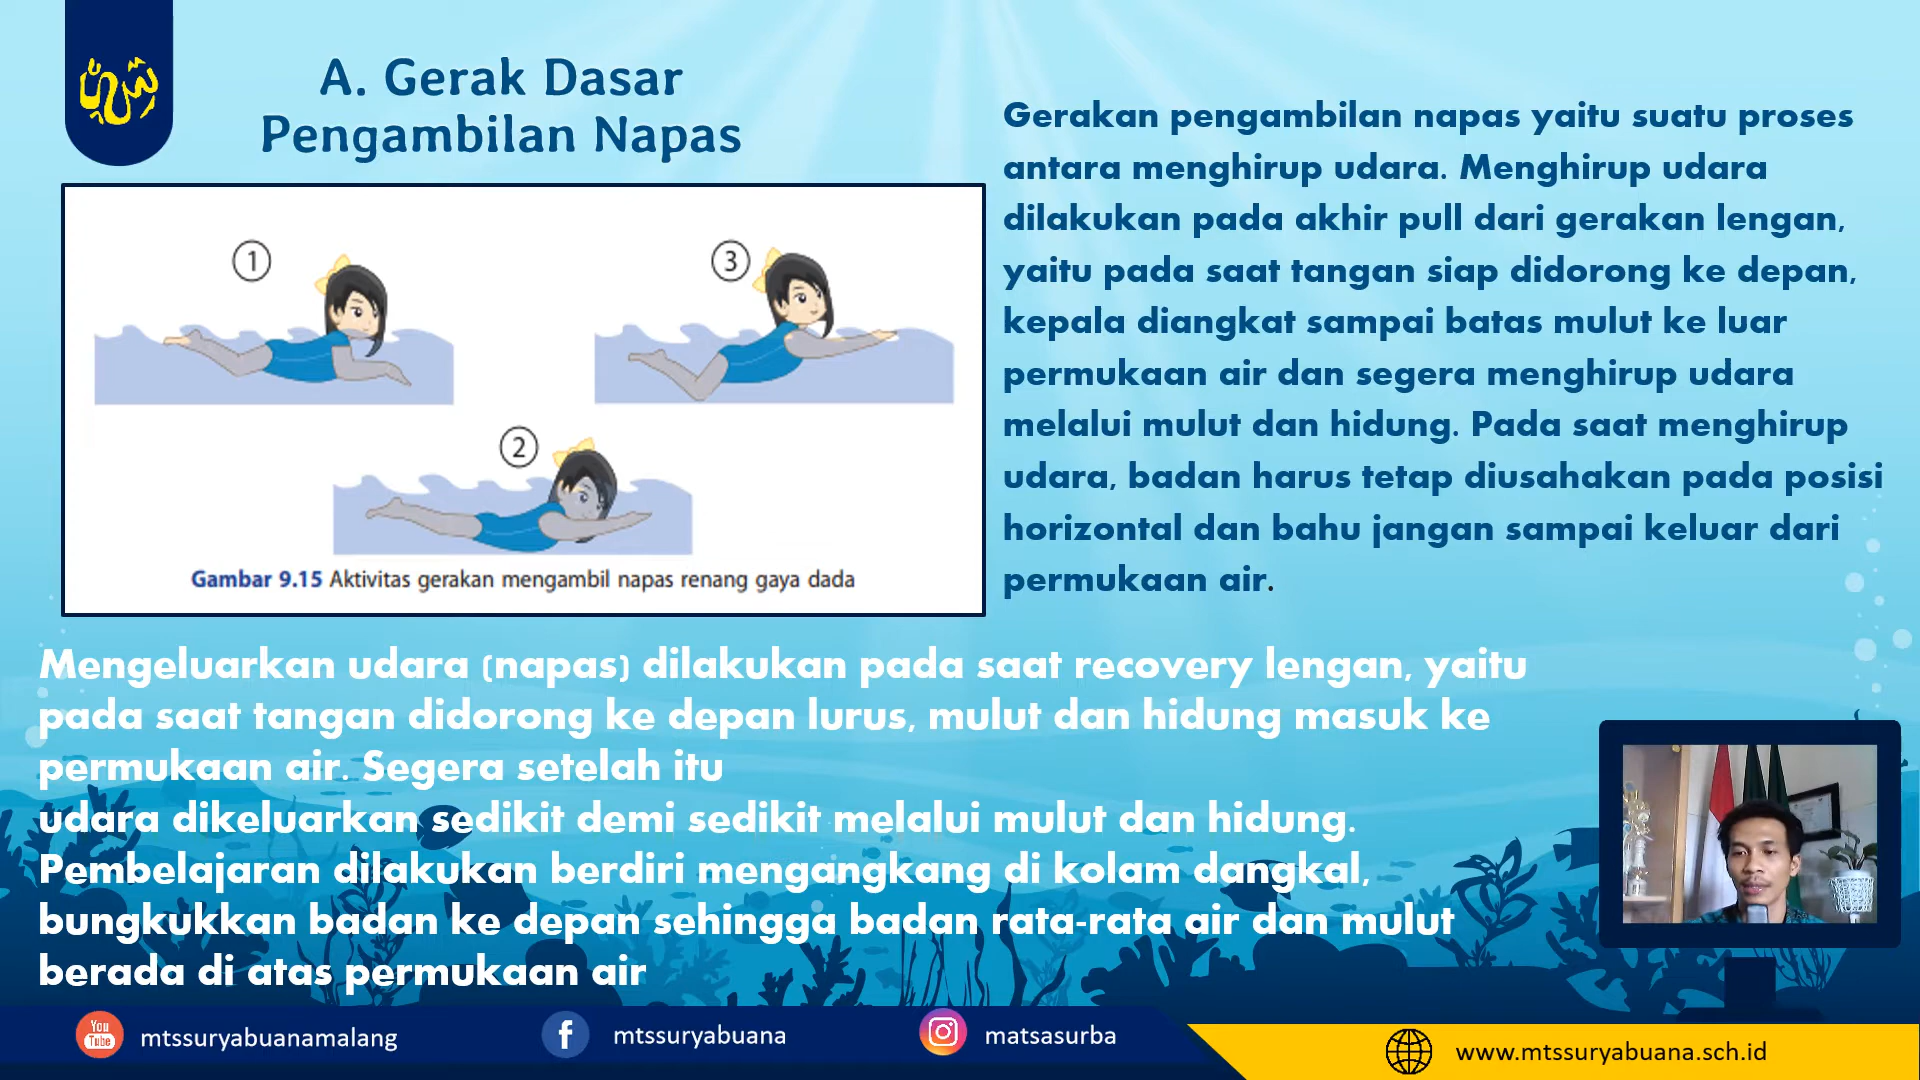 A. Gerak Dasar
Pengambilan Napas
1
3
2
Gambar 9.15 Aktivitas gerakan mengambil napas renang gaya dada
Gerakan pengambilan napas yaitu suatu proses
antara menghirup udara. Menghirup udara
dilakukan pada akhir pull dari gerakan lengan,
yaitu pada saat tangan siap didorong ke depan,
kepala diangkat sampai batas mulut ke luar
permukaan air dan segera menghirup udara
melalui mulut dan hidung. Pada saat menghirup
udara, badan harus tetap diusahakan pada posisi
horizontal dan bahu jangan sampai keluar dari
permukaan air.
Mengeluarkan udara (napas) dilakukan pada saat recovery lengan, yaitu
pada saat tangan didorong ke depan lurus, mulut dan hidung masuk ke
permukaan air. Segera setelah itu
udara dikeluarkan sedikit demi sedikit melalui mulut dan hidung.
Pembelajaran dilakukan berdiri mengangkang di kolam dangkal,
bungkukkan badan ke depan sehingga badan rata-rata air dan mulut
berada di atas permukaan air
You
Tube
mtssuryabuanamalang
f
mtssuryabuana
matsasurba
www.mtssuryabuana.sch.id